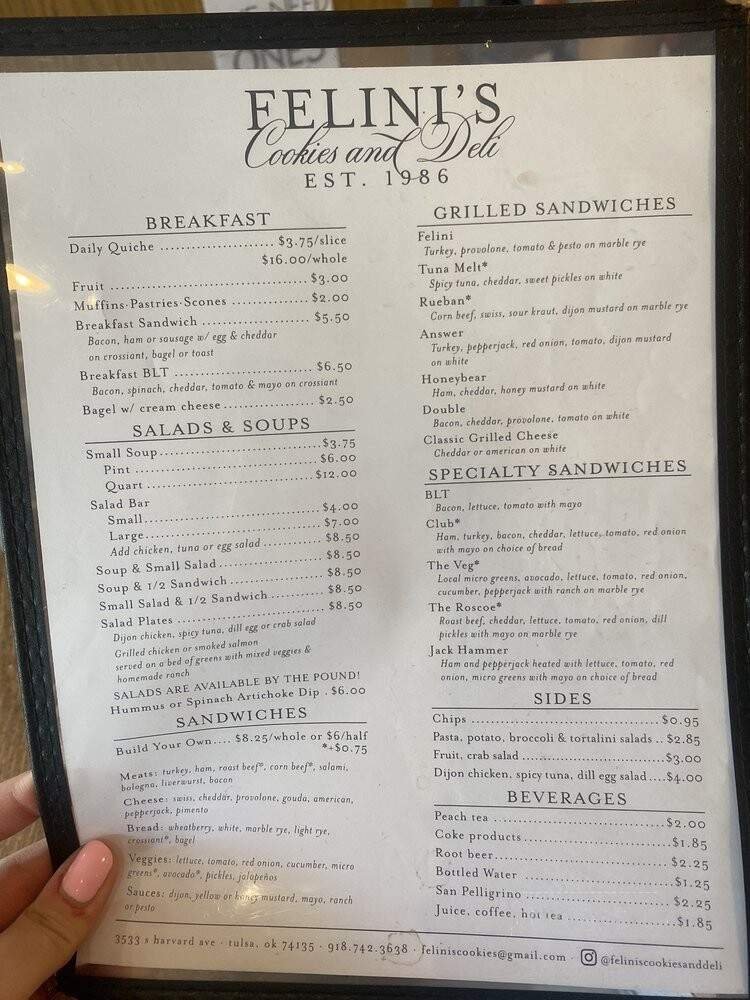 E NEED
ONES
FELINI'S
Cookies and Deli
EST. 1986
BREAKFAST
Daily Quiche .................... $3.75/slice
$16.00/whole
Fruit .................................... $3.00
Muffins·Pastries·Scones .............. $2.00
Breakfast Sandwich .................... $5.50
Bacon, ham or sausage w/ egg & cheddar
on crossiant, bagel or toast
Breakfast BLT .......................... $6.50
Bacon, spinach, cheddar, tomato & mayo on crossiant
Bagel w/ cream cheese ................. $2.50
SALADS & SOUPS
Small Soup............................. $3.75
Pint .................................... $6.00
Quart .................................. $12.00
Salad Bar
Small.................................... $4.00
Large.................................... $7.00
Add chicken, tuna or egg salad ........... $8.50
Soup & Small Salad..................... $8.50
Soup & 1/2 Sandwich .................. $8.50
Small Salad & 1/2 Sandwich........... $8.50
Salad Plates ............................ $8.50
Dijon chicken, spicy tuna, dill egg or crab salad
Grilled chicken or smoked salmon
served on a bed of greens with mixed veggies &
homemade ranch
SALADS ARE AVAILABLE BY THE POUND!
Hummus or Spinach Artichoke Dip . $6.00
SANDWICHES
Build Your Own.... $8.25/whole or $6/half
*+$0.75
Meats: turkey, ham, roast beef*, corn beef*, salami,
bologna, liverwurst, bacon
Cheese: swiss, cheddar, provolone, gouda, american,
pepperjack, pimento
Bread: wheatberry, white, marble rye, light rye,
crossiant*, bagel
Veggies: lettuce, tomato, red onion, cucumber, micro
greens*, avocado*, pickles, jalapeños
Sauces: dijon, yellow or honey mustard, mayo, ranch
or pesto
GRILLED SANDWICHES
Felini
Turkey, provolone, tomato & pesto on marble rye
Tuna Melt*
Spicy tuna, cheddar, sweet pickles on white
Rueban*
Corn beef, swiss, sour kraut, dijon mustard on marble rye
Answer
Turkey, pepperjack, red onion, tomato, dijon mustard
on white
Honeybear
Ham, cheddar, honey mustard on white
Double
Bacon, cheddar, provolone, tomato on white
Classic Grilled Cheese
Cheddar or american on white
SPECIALTY SANDWICHES
BLT
Bacon, lettuce, tomato with mayo
Club*
Ham, turkey, bacon, cheddar, lettuce, tomato, red onion
with mayo on choice of bread
The Veg*
Local micro greens, avocado, lettuce, tomato, red onion,
cucumber, pepperjack with ranch on marble rye
The Roscoe*
Roast beef, cheddar, lettuce, tomato, red onion, dill
pickles with mayo on marble rye
Jack Hammer
Ham and pepperjack heated with lettuce, tomato, red
onion, micro greens with mayo on choice of bread
SIDES
Chips ................................... $0.95
Pasta, potato, broccoli & tortalini salads .. $2.85
Fruit, crab salad .......................... $3.00
Dijon chicken, spicy tuna, dill egg salad....$4.00
BEVERAGES
Peach tea ............................... $2.00
Coke products........................... $1.85
Root beer................................ $2.25
Bottled Water ........................... $1.25
San Pelligrino ........................... $2.25
Juice, coffee, hot tea ................... $1.85
3533 s harvard ave · tulsa, ok 74135 · 918.742.3638 · feliniscookies@gmail.com · @feliniscookiesanddeli